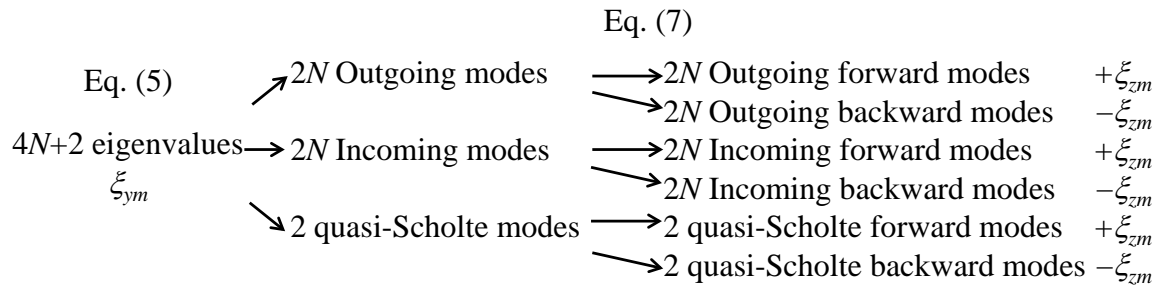 Eq. (7)
Eq. (5)
2N Outgoing modes
2N Outgoing forward modes +ξzm
2N Outgoing backward modes −ξzm
4N+2 eigenvalues
ξym
2N Incoming modes
2N Incoming forward modes +ξzm
2N Incoming backward modes −ξzm
2 quasi-Scholte modes
2 quasi-Scholte forward modes +ξzm
2 quasi-Scholte backward modes −ξzm